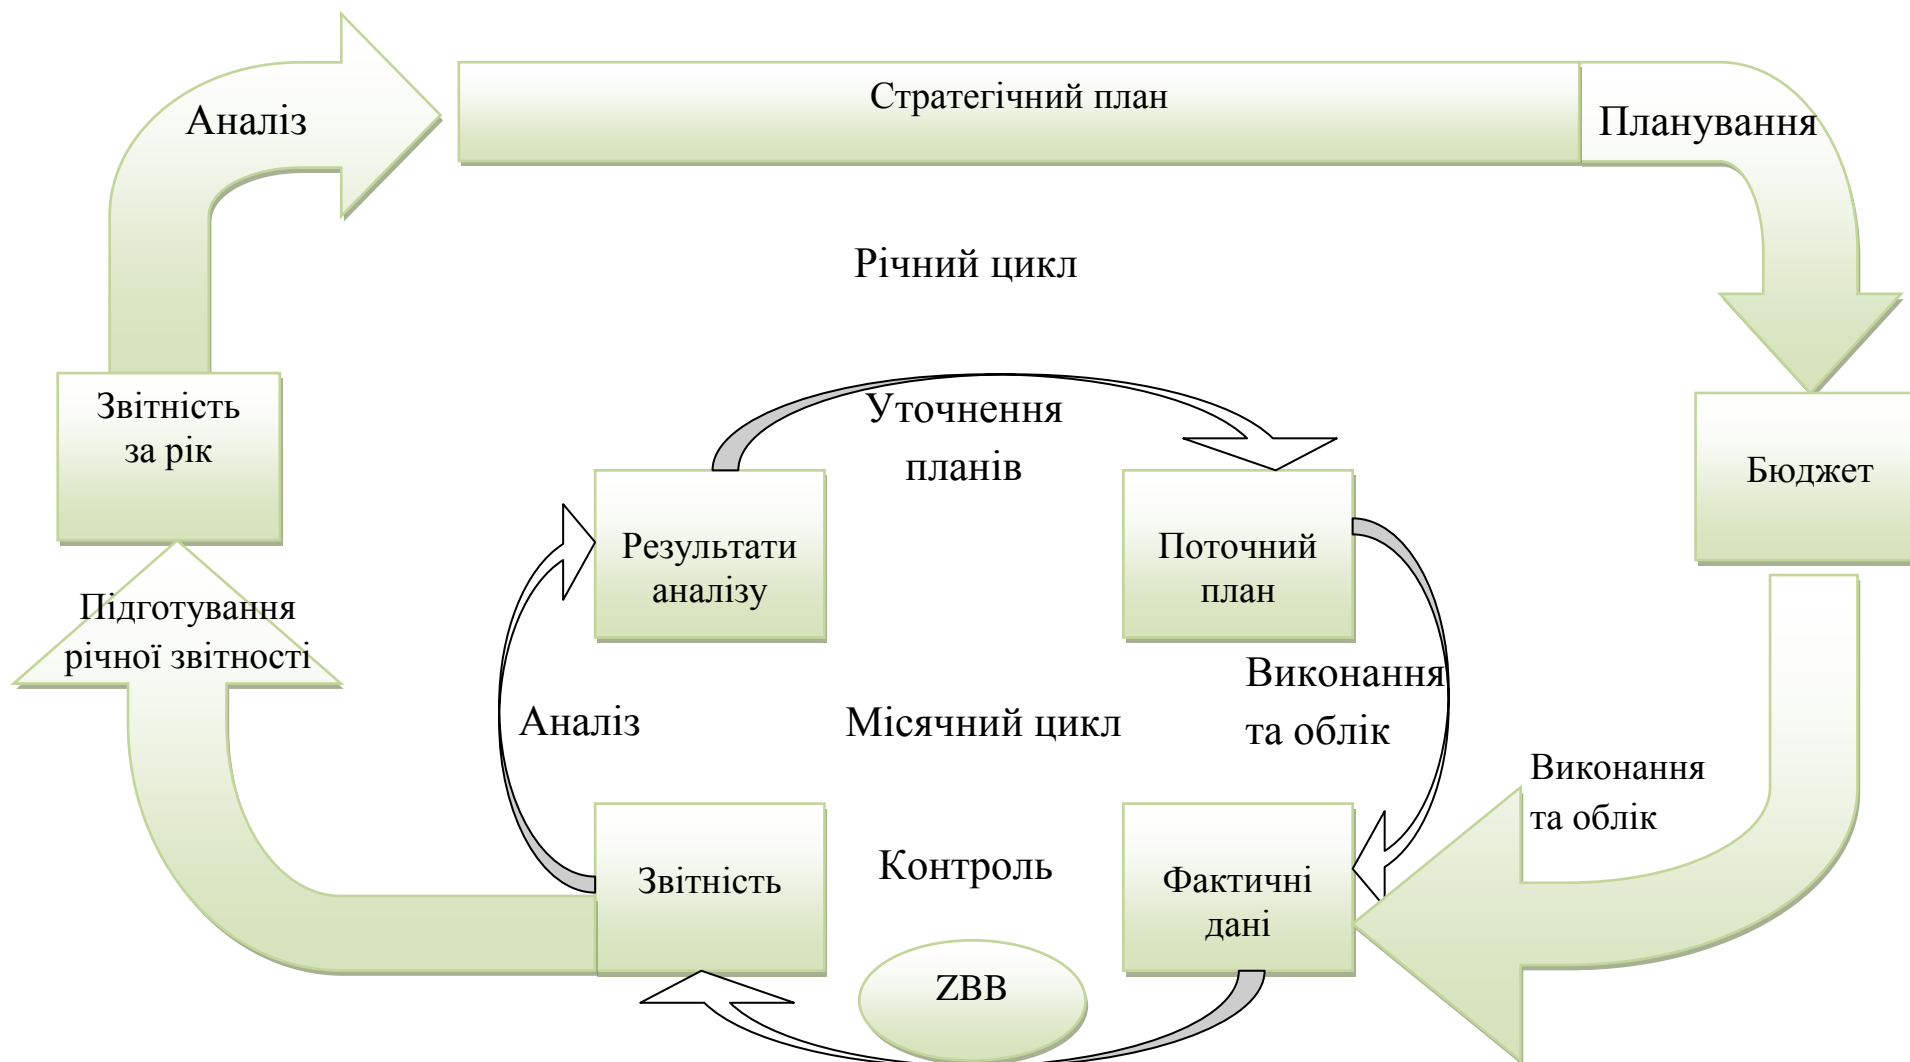 Аналіз
Стратегічний план
Планування
Річний цикл
Звітність
за рік
Уточнення
планів
Бюджет
Результати
аналізу
Поточний
план
Підготування
річної звітності
Аналіз
Місячний цикл
Виконання
та облік
Виконання
та облік
Звітність
Контроль
Фактичні
дані
ZBB